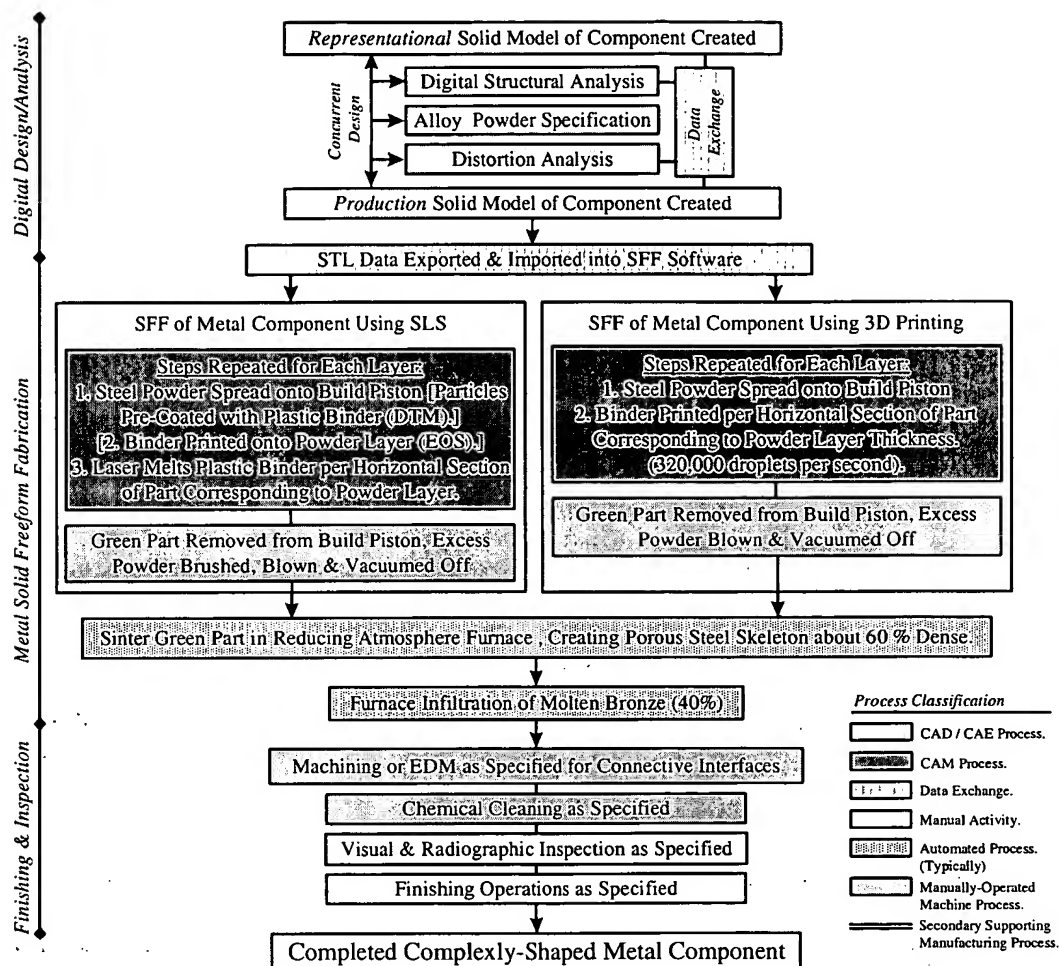 Digital Design/Analysis
Representational Solid Model of Component Created
Concurrent
Design
Digital Structural Analysis
Alloy Powder Specification
Distortion Analysis
Data
Exchange
Production Solid Model of Component Created
Metal Solid Freeform Fabrication
STL Data Exported & Imported into SFF Software
SFF of Metal Component Using SLS
Steps Repeated for Each Layer:
1. Steel Powder Spread onto Build Piston [Particles
Pre-Coated with Plastic Binder (DTM).]
[2. Binder Printed onto Powder Layer (EOS).]
3. Laser Melts Plastic Binder per Horizontal Section
of Part Corresponding to Powder Layer.
Green Part Removed from Build Piston, Excess
Powder Brushed, Blown & Vacuumed Off
SFF of Metal Component Using 3D Printing
Steps Repeated for Each Layer:
1. Steel Powder Spread onto Build Piston
2. Binder Printed per Horizontal Section of Part
Corresponding to Powder Layer Thickness.
(320,000 droplets per second).
Green Part Removed from Build Piston, Excess
Powder Blown & Vacuumed Off
Sinter Green Part in Reducing Atmosphere Furnace , Creating Porous Steel Skeleton about 60 % Dense.
Furnace Infiltration of Molten Bronze (40%)
Finishing & Inspection
Machining or EDM as Specified for Connective Interfaces
Chemical Cleaning as Specified
Visual & Radiographic Inspection as Specified
Finishing Operations as Specified
Completed Complexly-Shaped Metal Component
Process Classification
CAD / CAE Process.
CAM Process.
Data Exchange.
Manual Activity.
Automated Process.
(Typically)
Manually-Operated
Machine Process.
Secondary Supporting
Manufacturing Process.